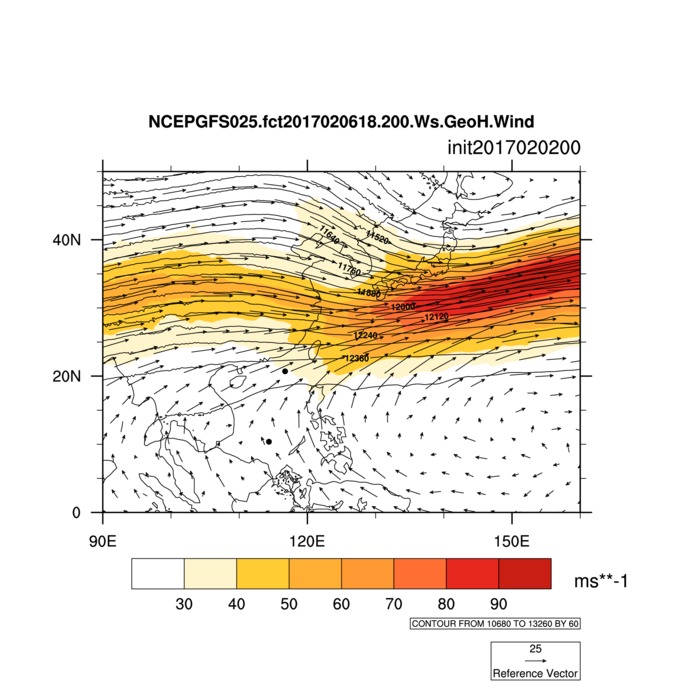 NCEPGFS025.fct2017020618.200.Ws.GeoH.Wind
init2017020200
40N
20N
0
11640
11520
11760
11880
12000
12120
12240
12360
90E
120E
150E
30 40 50 60 70 80 90
ms**-1
CONTOUR FROM 10680 TO 13260 BY 60
25
Reference Vector